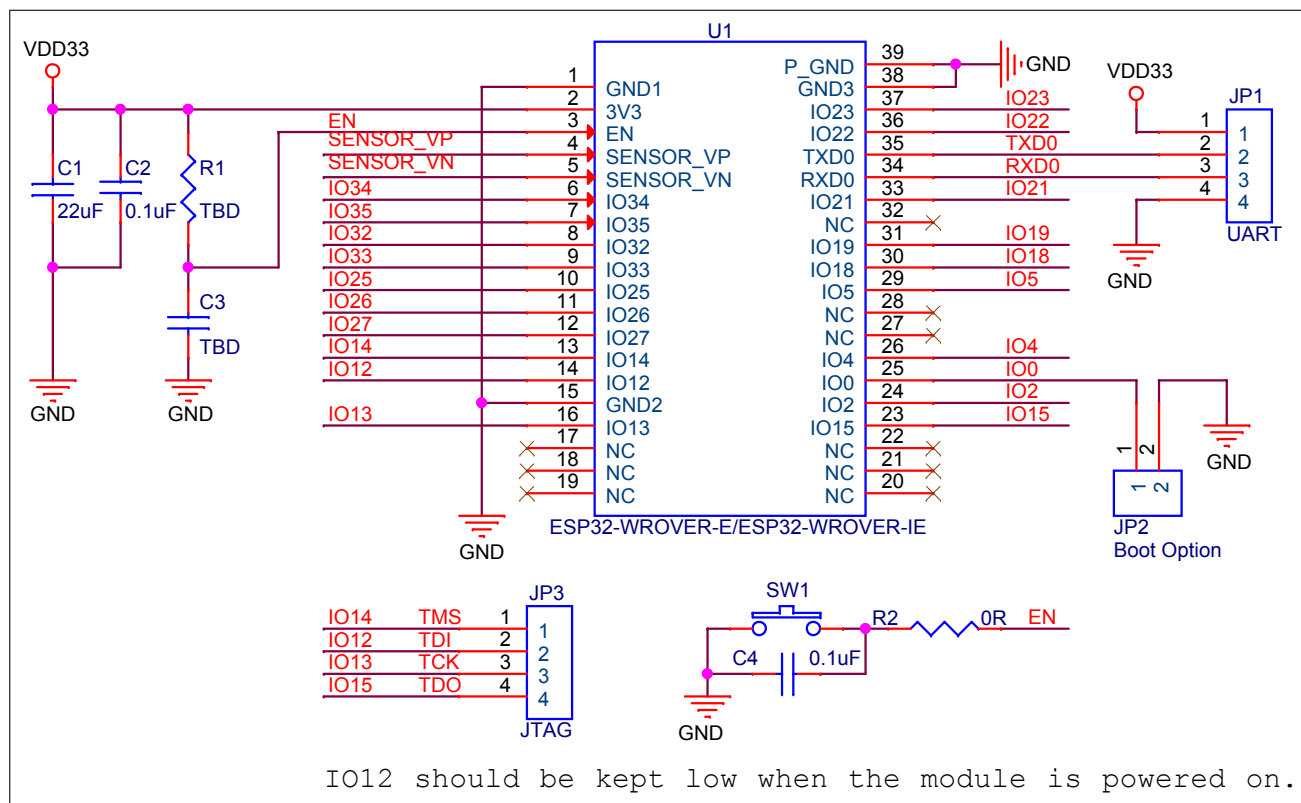 U1
VDD33
39
P_GND
GND
1
GND1
38
GND3
VDD33
2
3V3
37
IO23
IO23
JP1
EN
3
EN
36
IO22
IO22
1
1
SENSOR_VP
4
SENSOR_VP
35
TXD0
TXD0
2
2
SENSOR_VN
5
SENSOR_VN
34
RXD0
RXD0
3
3
C1
C2
R1
IO34
6
IO34
33
IO21
IO21
4
4
22uF
0.1uF
TBD
IO35
7
IO35
32
NC
UART
IO32
8
IO32
31
IO19
IO19
IO33
9
IO33
30
IO18
IO18
GND
IO25
10
IO25
29
IO5
IO5
C3
IO26
11
IO26
28
NC
TBD
IO27
12
IO27
27
NC
IO14
13
IO14
26
IO4
IO4
IO12
14
IO12
25
IO0
IO0
GND
GND
15
GND2
24
IO2
IO2
IO13
16
IO13
23
IO15
IO15
17
NC
22
NC
1
2
GND
18
NC
21
NC
19
NC
20
NC
1
2
ESP32-WROVER-E/ESP32-WROVER-IE
JP2
GND
Boot Option
JP3
SW1
IO14
TMS
1
1
R2
0R
EN
IO12
TDI
2
2
IO13
TCK
3
3
C4
0.1uF
IO15
TDO
4
4
JTAG
GND
IO12 should be kept low when the module is powered on.